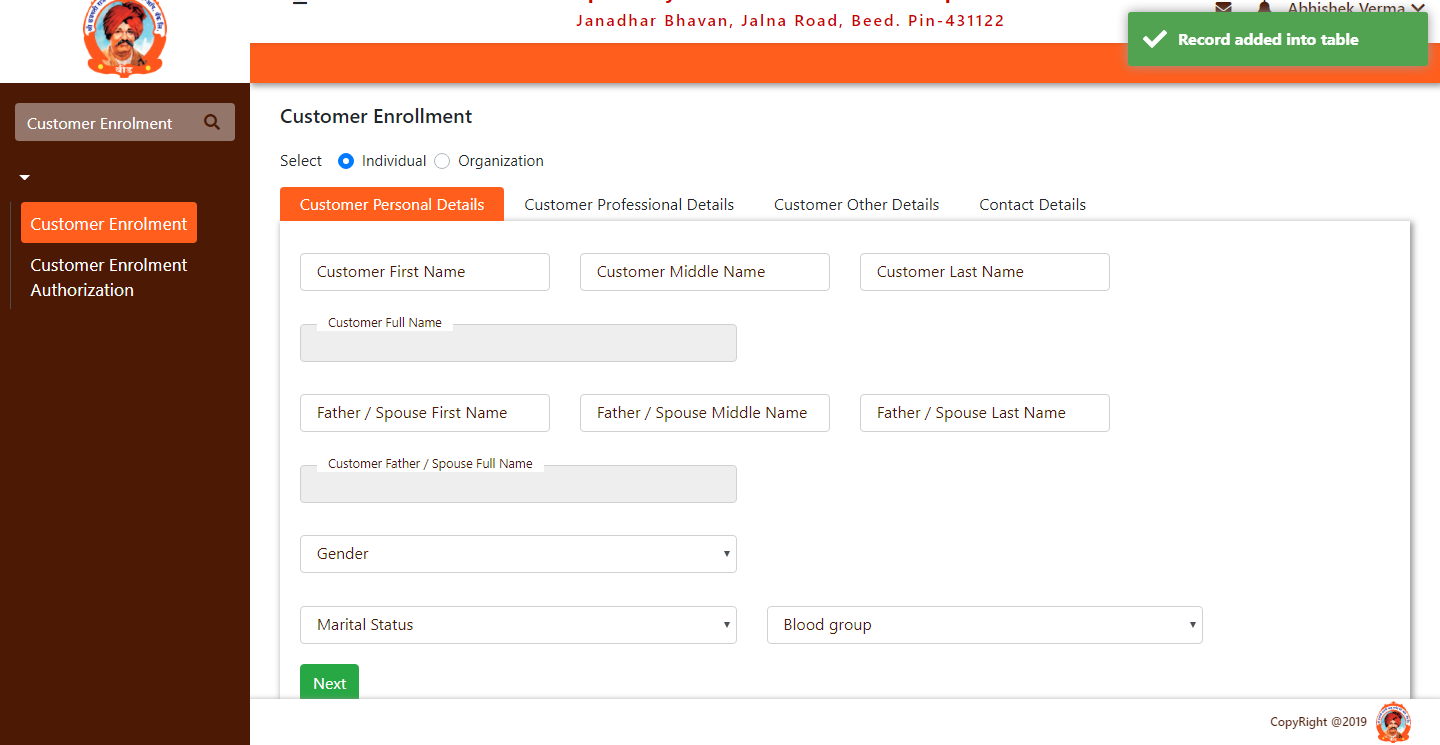 Janadhar Bhavan, Jalna Road, Beed. Pin-431122
Abhishek Verma
Record added into table
बीड
Customer Enrolment
Customer Enrolment
Customer Enrolment
Authorization
Customer Enrollment
Select Individual Organization
Customer Personal Details Customer Professional Details Customer Other Details Contact Details
Customer First Name Customer Middle Name Customer Last Name
Customer Full Name
Father / Spouse First Name Father / Spouse Middle Name Father / Spouse Last Name
Customer Father / Spouse Full Name
Gender
Marital Status Blood group
Next
CopyRight @2019